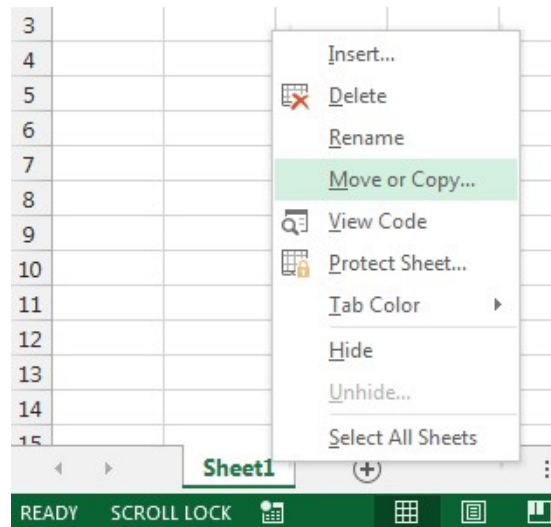 3
4
5
6
7
8
9
10
11
12
13
14
15
Insert...
Delete
Rename
Move or Copy...
View Code
Protect Sheet...
Tab Color
Hide
Unhide...
Select All Sheets
Sheet1
READY SCROLL LOCK